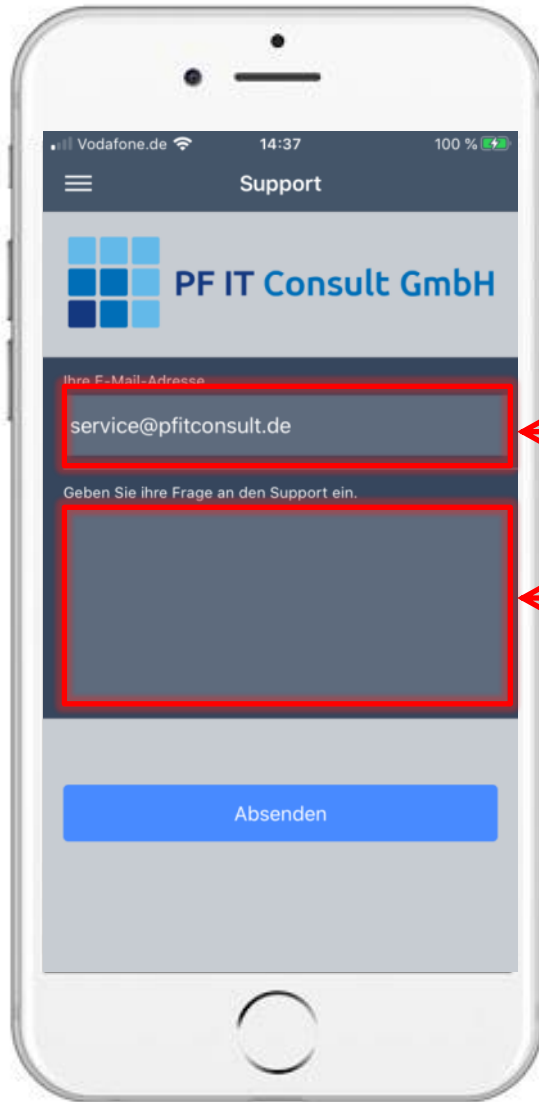 Vodafone.de 14:37 100 %
Support
PF IT Consult GmbH
Ihre E-Mail-Adresse
service@pfitconsult.de
Geben Sie ihre Frage an den Support ein.
Absenden